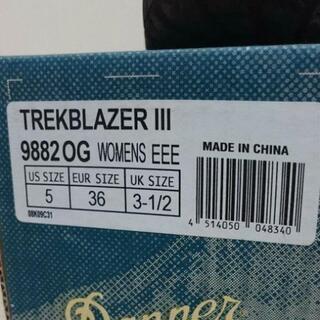 TREKBLAZER III
9882OG WOMENS EEE
MADE IN CHINA
US SIZE EUR SIZE UK SIZE
5 36 3-1/2
08K09C31
4 514050 048340
Danner